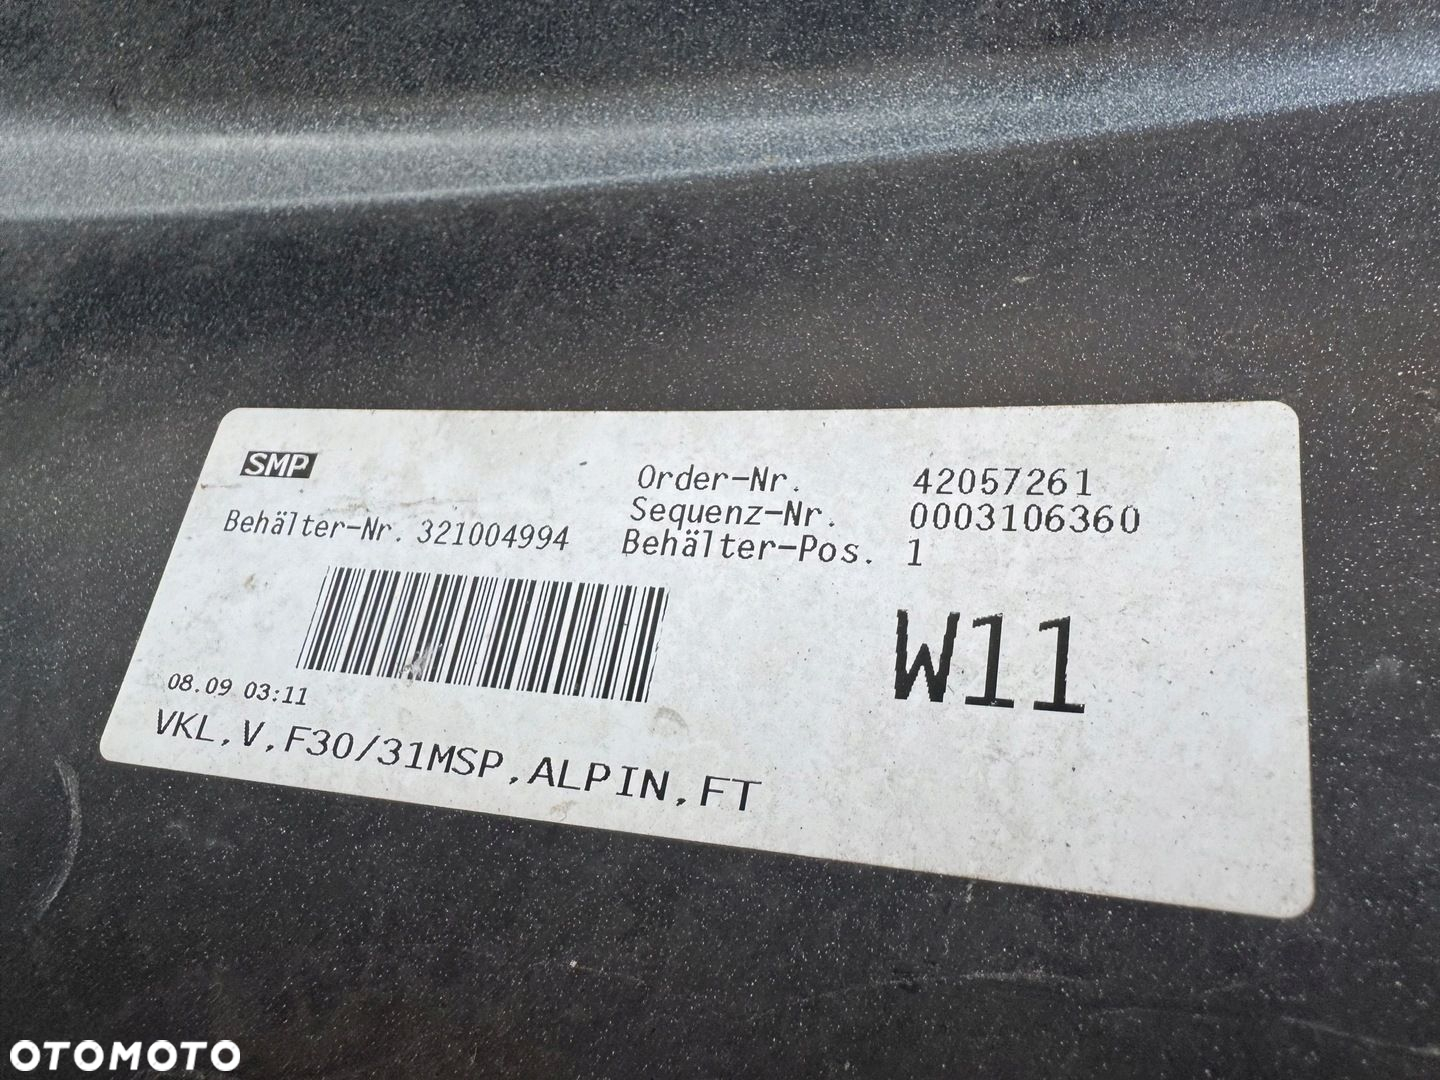 SMP
Order-Nr. 42057261
Sequenz-Nr. 0003106360
Behälter-Nr. 321004994 Behälter-Pos. 1
W11
08.09 03:11
VKL,V,F30/31MSP,ALPIN,FT
OTOMOTO